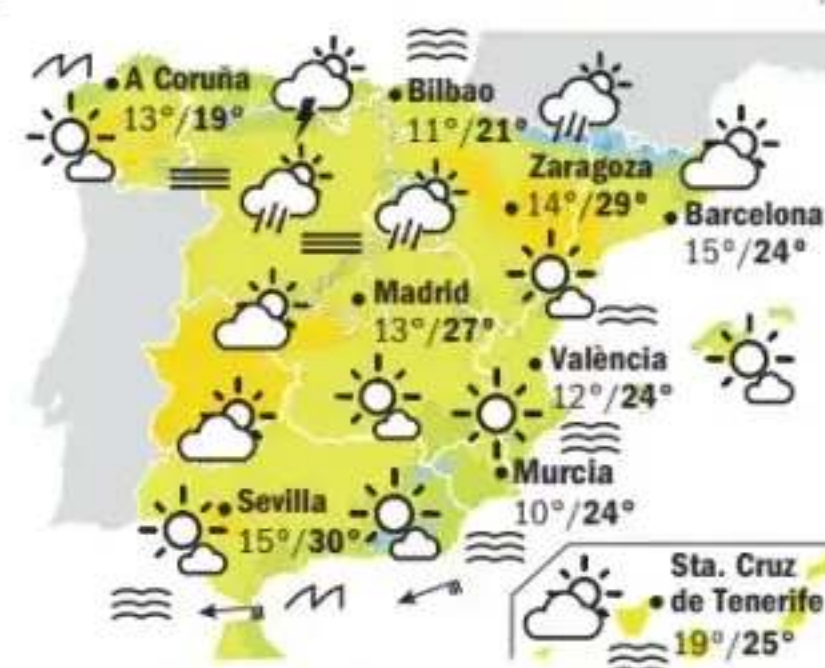 A Coruña
13°/19°
Bilbao
11°/21°
Zaragoza
14°/29°
Barcelona
15°/24°
Madrid
13°/27°
València
12°/24°
Murcia
10°/24°
Sevilla
15°/30°
Sta. Cruz
de Tenerife
19°/25°